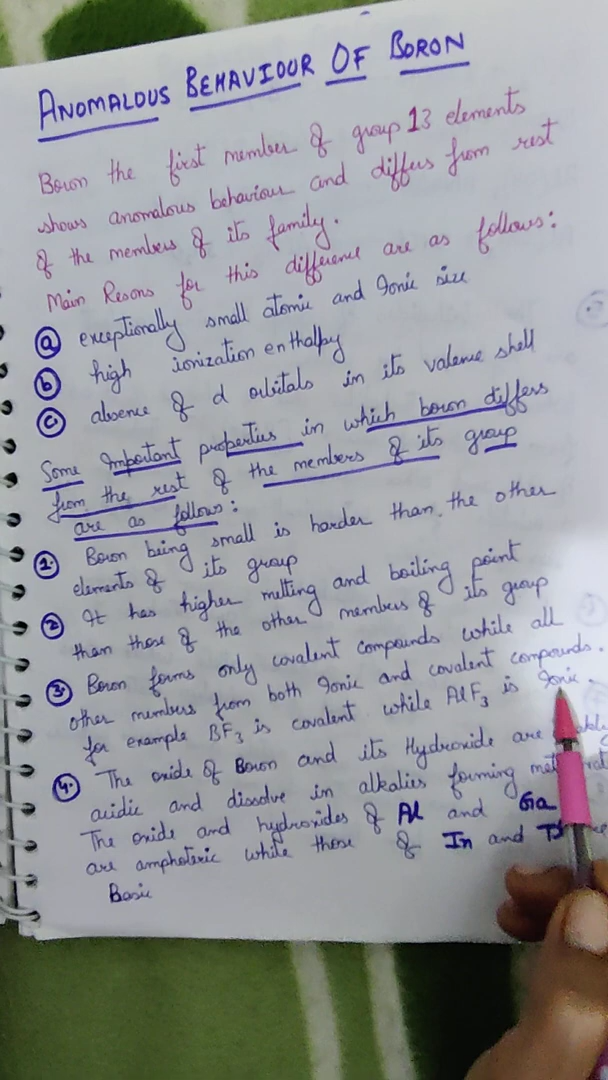 ANOMALOUS BEHAVIOUR OF BORON
Boron the first member of group 13 elements
shows anomalous behaviour and differs from rest
of the members of its family.
Main Resons for this difference are as follows:
(a) exceptionally small atomic and Ionic size
(b) high ionization enthalpy
(c) absence of d orbitals in its valence shell
Some Important properties in which boron differs
from the rest of the members of its group
are as follows:
1. Boron being small is harder than the other
elements of its group
2 It has higher melting and boiling point
than those of the other members of its group
3. Boron forms only covalent compounds while all
other members from both Ionic and covalent compounds.
for example BF3 is covalent while AlF3 is Ionic.
4. The oxide of Boron and its Hydroxide are
acidic and dissolve in alkalies forming
The oxide and hydroxides of Al and Ga
are amphoteric while those of In and
Basic